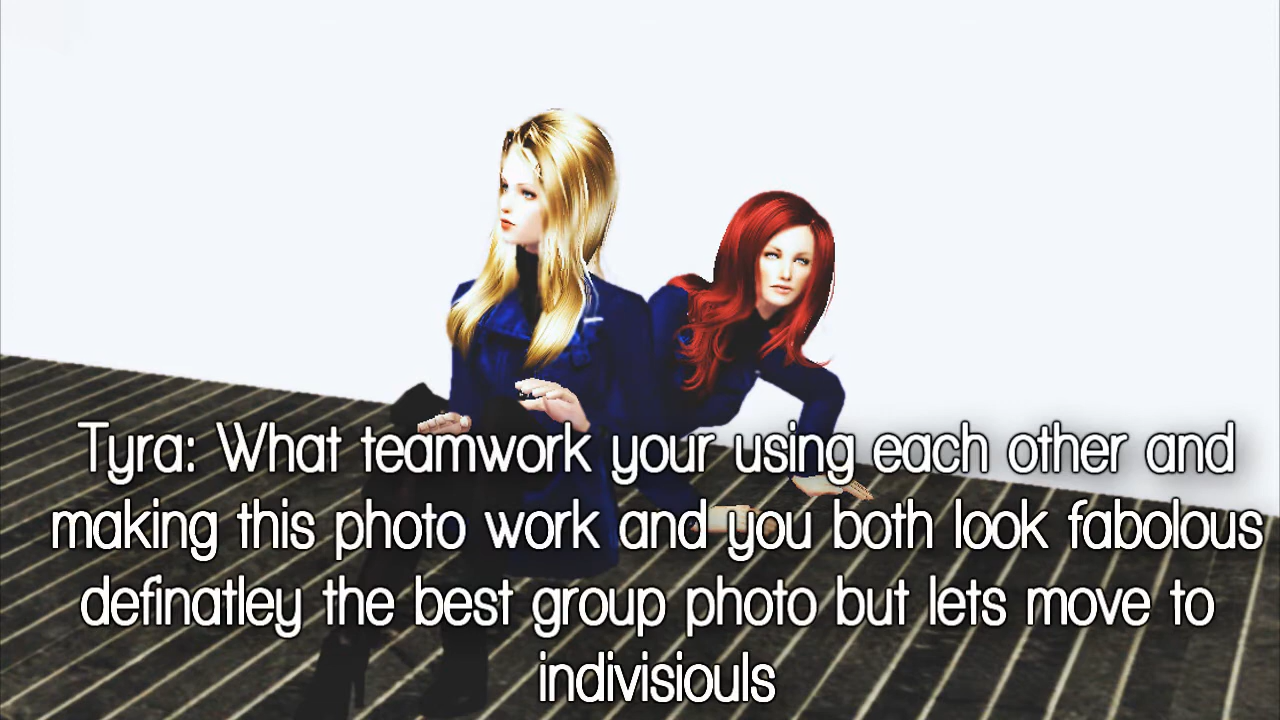 Tyra: What teamwork your using each other and
making this photo work and you both look fabolous
definatley the best group photo but lets move to
indivisiouls